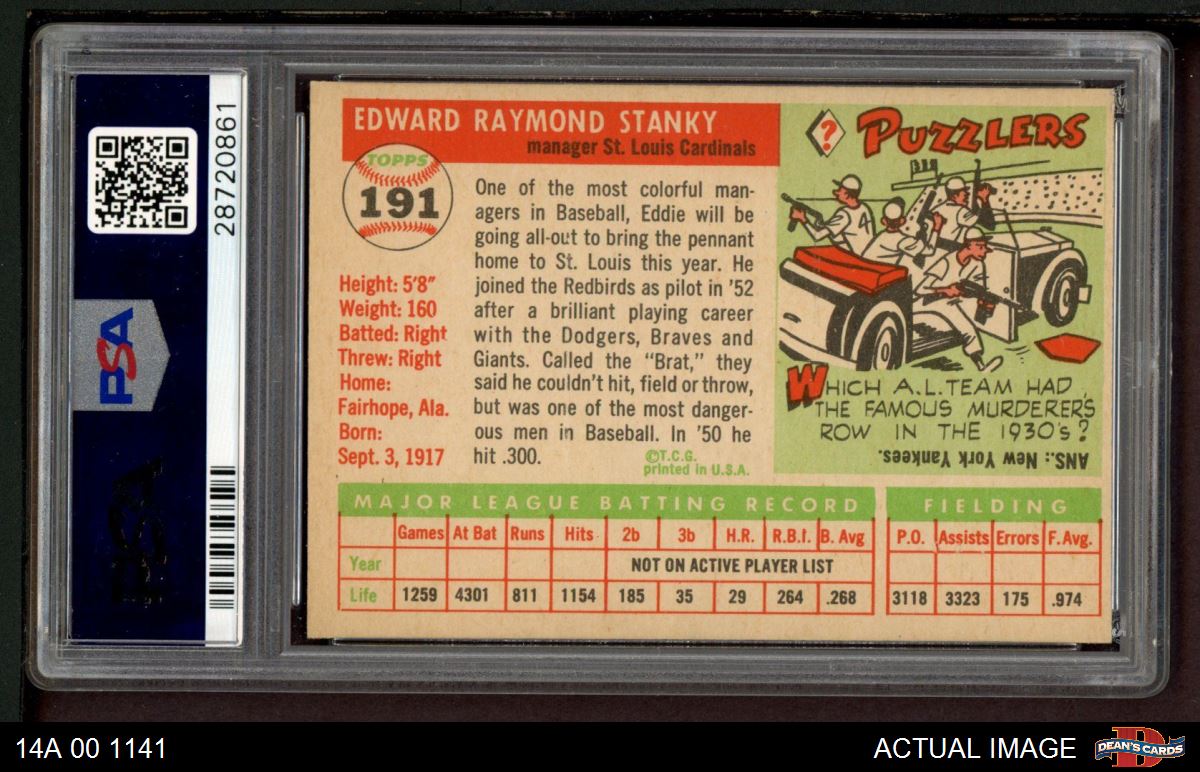 28720861
PSA
PSA
EDWARD RAYMOND STANKY
manager St. Louis Cardinals
TOPPS
191
Height: 5'8"
Weight: 160
Batted: Right
Threw: Right
Home:
Fairhope, Ala.
Born:
Sept. 3, 1917
One of the most colorful man-
agers in Baseball, Eddie will be
going all-out to bring the pennant
home to St. Louis this year. He
joined the Redbirds as pilot in '52
after a brilliant playing career
with the Dodgers, Braves and
Giants. Called the "Brat," they
said he couldn't hit, field or throw,
but was one of the most danger-
ous men in Baseball. In '50 he
hit .300.
©T.C.G.
printed in U.S.A.
? PUZZLERS
4
WHICH A.L. TEAM HAD
THE FAMOUS MURDERERS
ROW IN THE 1930's?
ANS.: New York Yankees.
MAJOR LEAGUE BATTING RECORD FIELDING
Games At Bat Runs Hits 2b 3b H.R. R.B.I. B. Avg P.O. Assists Errors F.Avg.
Year NOT ON ACTIVE PLAYER LIST
Life 1259 4301 811 1154 185 35 29 264 .268 3118 3323 175 .974
14A 00 1141 ACTUAL IMAGE
D
DEAN'S CARDS